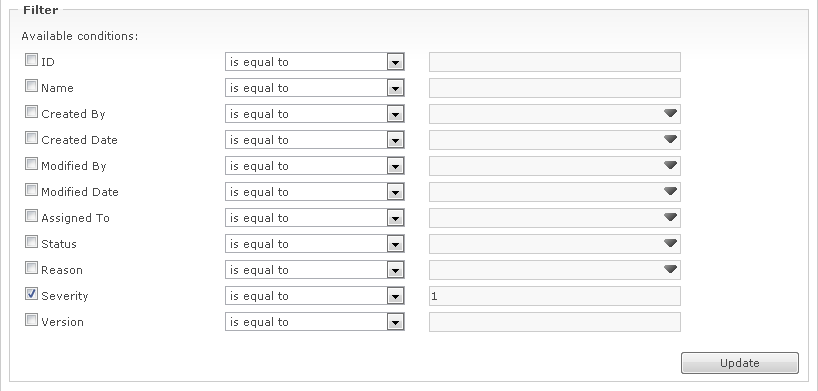 Filter
Available conditions:
ID is equal to
Name is equal to
Created By is equal to
Created Date is equal to
Modified By is equal to
Modified Date is equal to
Assigned To is equal to
Status is equal to
Reason is equal to
Severity is equal to 1
Version is equal to
Update